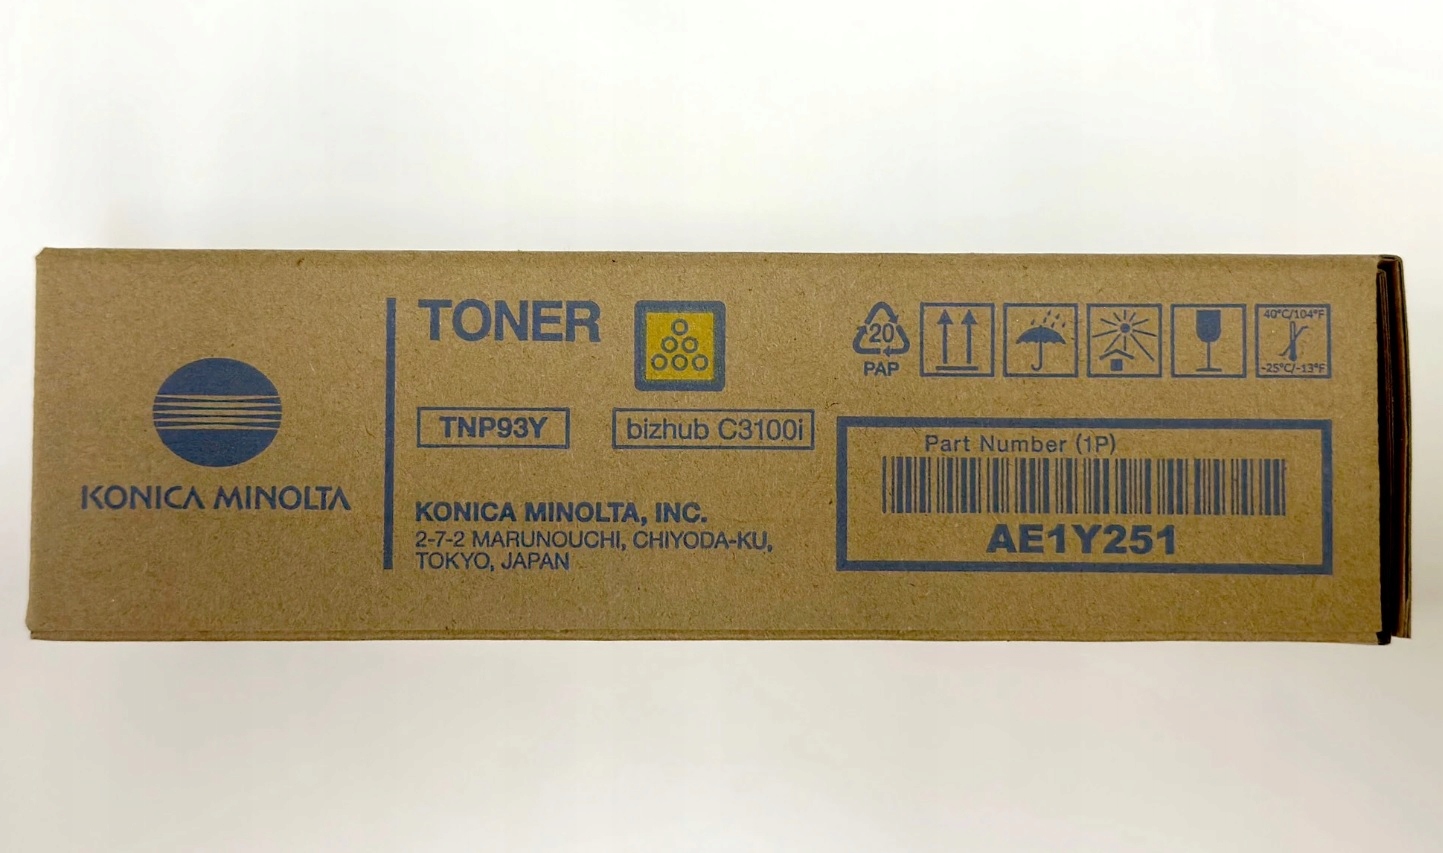 KONICA MINOLTA
TONER
TNP93Y
bizhub C3100i
KONICA MINOLTA, INC.
2-7-2 MARUNOUCHI, CHIYODA-KU,
TOKYO, JAPAN
20
PAP
40°C/104°F
-25°C/-13°F
Part Number (1P)
AE1Y251